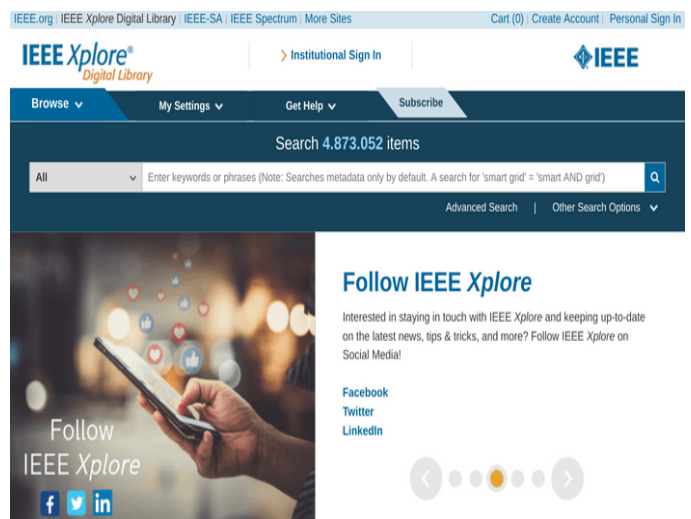 IEEE.org | IEEE Xplore Digital Library | IEEE-SA | IEEE Spectrum | More Sites
Cart (0) | Create Account | Personal Sign In
IEEE Xplore®
Digital Library
Institutional Sign In
IEEE
Browse
My Settings
Get Help
Subscribe
Search 4.873.052 items
All
Enter keywords or phrases (Note: Searches metadata only by default. A search for 'smart grid' = 'smart AND grid')
Advanced Search | Other Search Options
Follow IEEE Xplore
Interested in staying in touch with IEEE Xplore and keeping up-to-date
on the latest news, tips & tricks, and more? Follow IEEE Xplore on
Social Media!
Facebook
Twitter
LinkedIn
Follow
IEEE Xplore
f
in